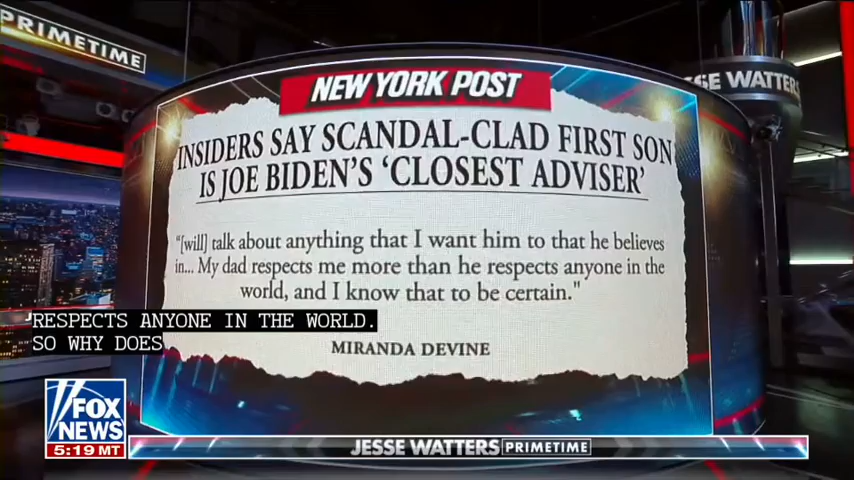 PRIMETIME
SSE WATTERS
NEW YORK POST
INSIDERS SAY SCANDAL-CLAD FIRST SON
IS JOE BIDEN'S 'CLOSEST ADVISER'
"[will] talk about anything that I want him to that he believes
in... My dad respects me more than he respects anyone in the
world, and I know that to be certain."
MIRANDA DEVINE
RESPECTS ANYONE IN THE WORLD.
SO WHY DOES
FOX
NEWS
5:19 MT
JESSE WATTERS PRIMETIME